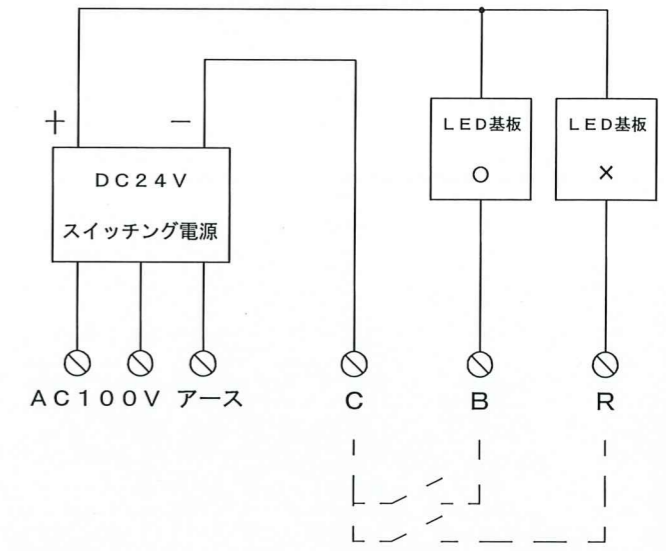 + −
DC24V
スイッチング電源
LED基板
○
LED基板
×
AC100V アース
C
B
R